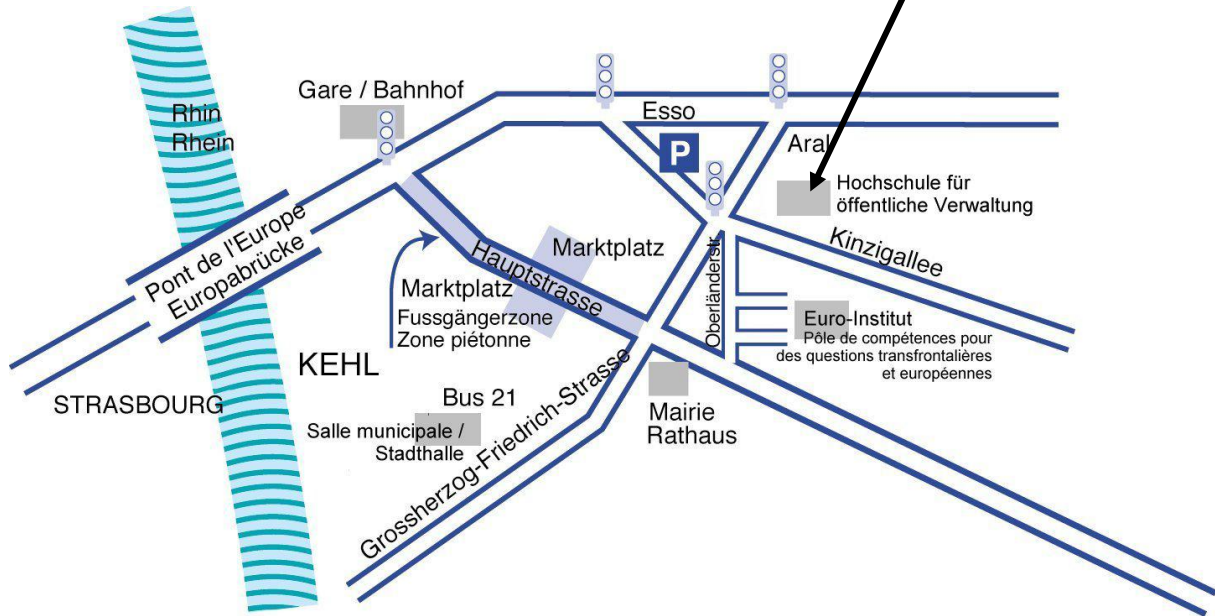 Gare / Bahnhof
Rhin
Rhein
Esso
P
Aral
Hochschule für
öffentliche Verwaltung
Kinzigallee
Pont de l'Europe
Europabrücke
Marktplatz
Hauptstrasse
Oberländerstr.
Marktplatz
Fussgängerzone
Zone piétonne
Euro-Institut
Pôle de compétences pour
des questions transfrontalières
et européennes
KEHL
STRASBOURG
Bus 21
Salle municipale /
Stadthalle
Grossherzog-Friedrich-Strasse
Mairie
Rathaus